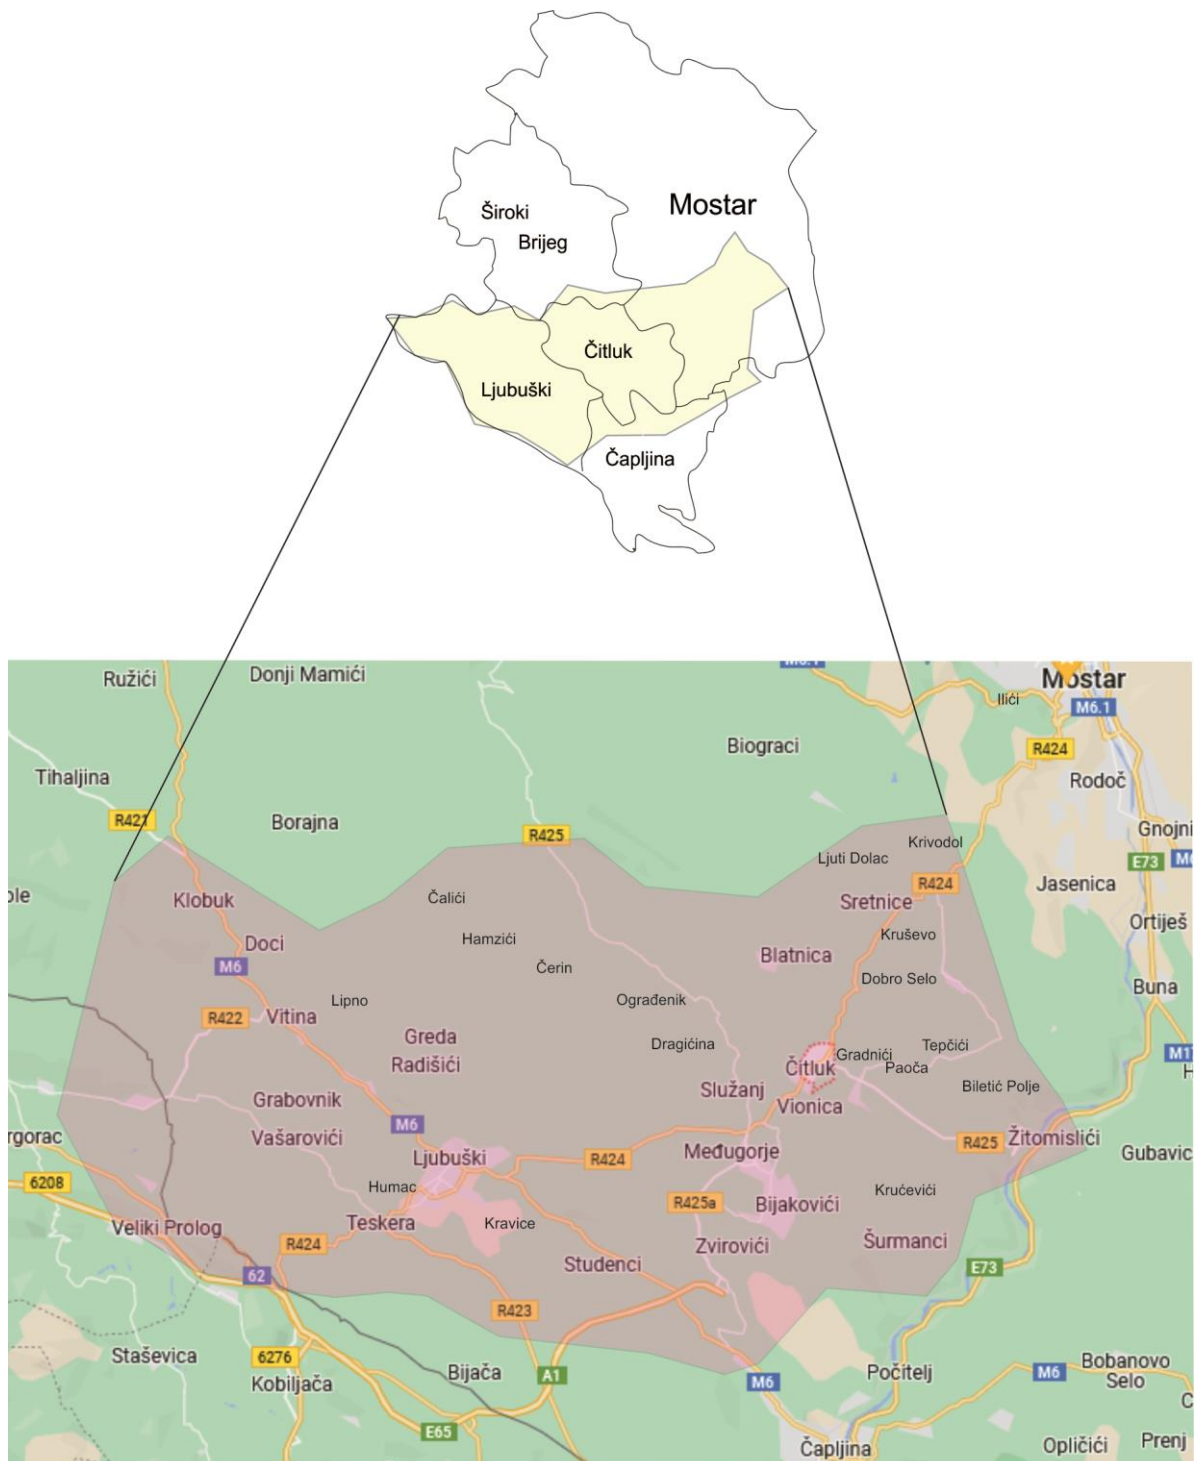 Široki
Brijeg
Mostar
Čitluk
Ljubuški
Čapljina
Ružići
Donji Mamići
M6.1
Mostar
Ilići
M6.1
Biograci
R424
Tihaljina
Rodoč
R421
Borajna
R425
Gnojni
Krivodol
Ljuti Dolac
E73
R424
Jasenica
Klobuk
Čalići
Sretnice
Ortiješ
Doci
Hamzići
Kruševo
M6
Čerin
Blatnica
Dobro Selo
Buna
Lipno
Ograđenik
R422
Vitina
Greda
Radišići
Dragićina
Tepčići
Gradnići
Čitluk
Paoča
Služanj
Biletić Polje
Grabovnik
Vionica
M6
Vašarovići
R425
Žitomislići
rgorac
Ljubuški
R424
Međugorje
Gubavic
6208
Humac
Kručevići
R425a
Bijakovići
Veliki Prolog
Teskera
Kravice
R424
Zvirovići
Šurmanci
Studenci
62
E73
R423
Staševica
6276
Bijača
A1
Počitelj
Bobanovo
Selo
M6
Kobiljača
M6
E65
Čapljina
Opličići
Prenj